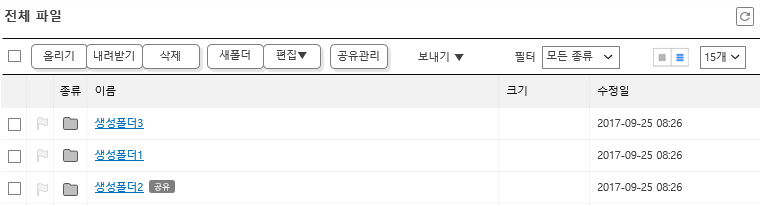 전체 파일
올리기 내려받기 삭제 새폴더 편집▼ 공유관리 보내기 ▼ 필터 모든 종류 15개
종류 이름 크기 수정일
생성폴더3 2017-09-25 08:26
생성폴더1 2017-09-25 08:26
생성폴더2 공유 2017-09-25 08:26